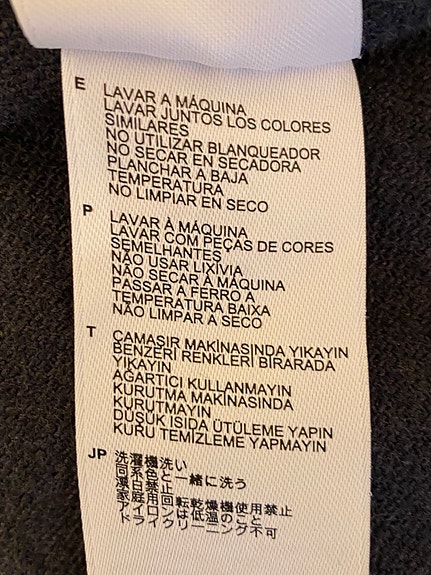 E
LAVAR A MÁQUINA
LAVAR JUNTOS LOS COLORES
SIMILARES
NO UTILIZAR BLANQUEADOR
NO SECAR EN SECADORA
PLANCHAR A BAJA
TEMPERATURA
NO LIMPIAR EN SECO
P
LAVAR À MÁQUINA
LAVAR COM PEÇAS DE CORES
SEMELHANTES
NÃO USAR LIXÍVIA
NÃO SECAR À MÁQUINA
PASSAR A FERRO A
TEMPERATURA BAIXA
NÃO LIMPAR A SECO
T
ÇAMAŞIR MAKİNASINDA YIKAYIN
BENZERİ RENKLERİ BİRARADA
YIKAYIN
AĞARTICI KULLANMAYIN
KURUTMA MAKİNASINDA
KURUTMAYIN
DÜŞÜK ISIDA ÜTÜLEME YAPIN
KURU TEMİZLEME YAPMAYIN
JP
洗濯機洗い
同系色と一緒に洗う
漂白禁止
家庭用回転乾燥機使用禁止
アイロンは低温のこと
ドライクリーニング不可